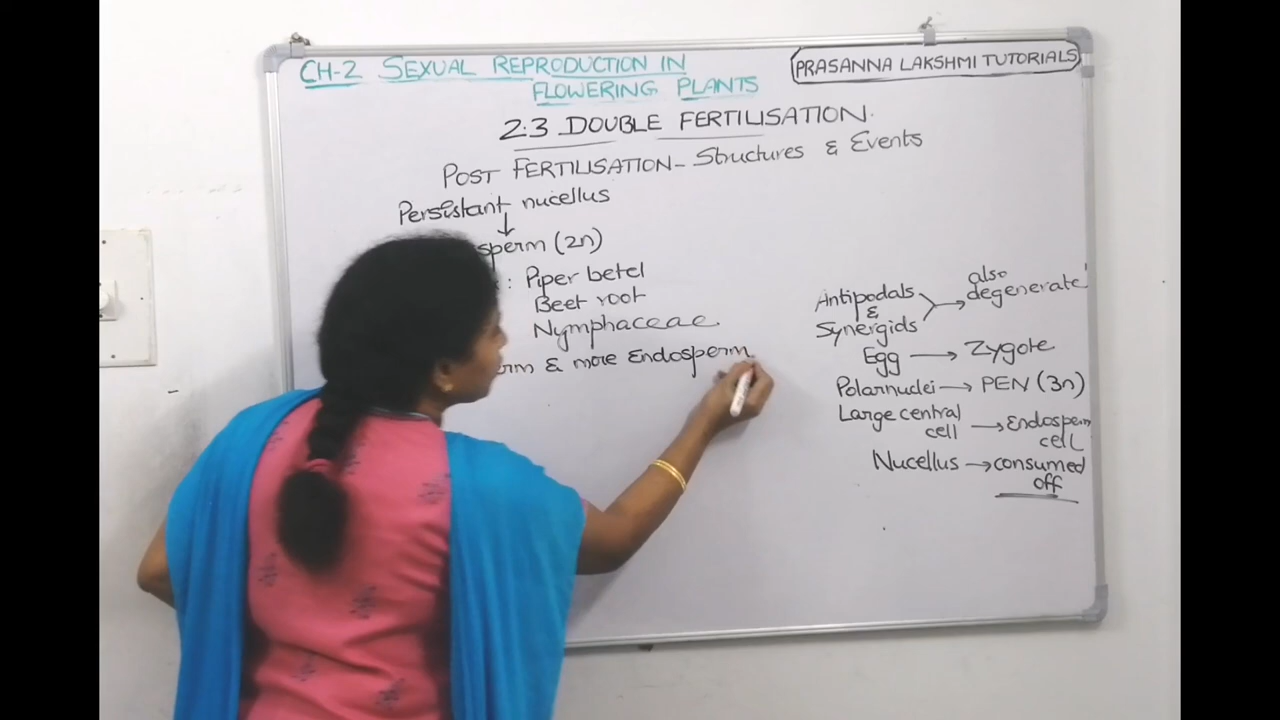 CH-2 SEXUAL REPRODUCTION IN
FLOWERING PLANTS
PRASANNA LAKSHMI TUTORIALS
2.3 DOUBLE FERTILISATION.
POST FERTILISATION - Structures & Events
Persistant nucellus
↓
sperm (2n)
: Piper betel
Beet root
Nymphaceae
rm & more Endosperm
Antipodals
&
Synergids → also
degenerate
Egg → Zygote
Polarnudei → PEN (3n)
Large central
cell → Endosperm
cell
Nucellus → consumed
off